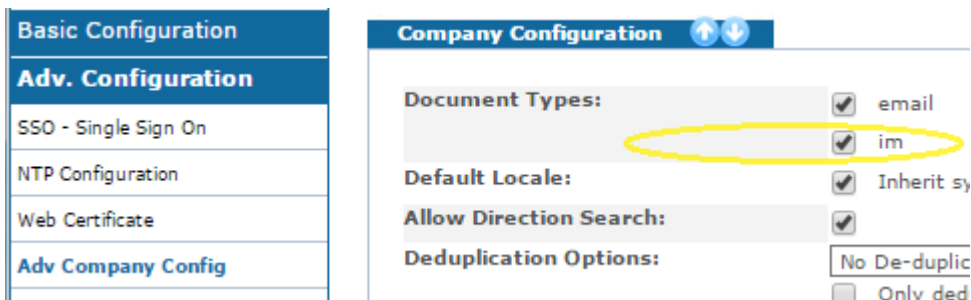 Basic Configuration
Adv. Configuration
SSO - Single Sign On
NTP Configuration
Web Certificate
Adv Company Config
Company Configuration
Document Types:
email
im
Default Locale:
Inherit
Allow Direction Search:
Deduplication Options:
No De-duplic
Only ded